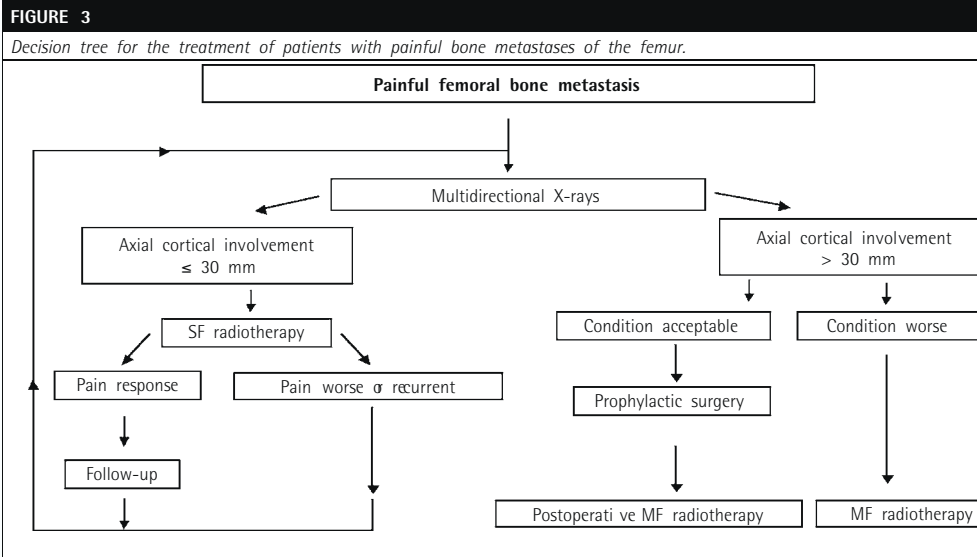 FIGURE 3
Decision tree for the treatment of patients with painful bone metastases of the femur.
Painful femoral bone metastasis
Multidirectional X-rays
Axial cortical involvement
≤ 30 mm
Axial cortical involvement
> 30 mm
SF radiotherapy
Condition acceptable
Condition worse
Pain response
Pain worse or recurrent
Prophylactic surgery
Follow-up
Postoperati ve MF radiotherapy
MF radiotherapy